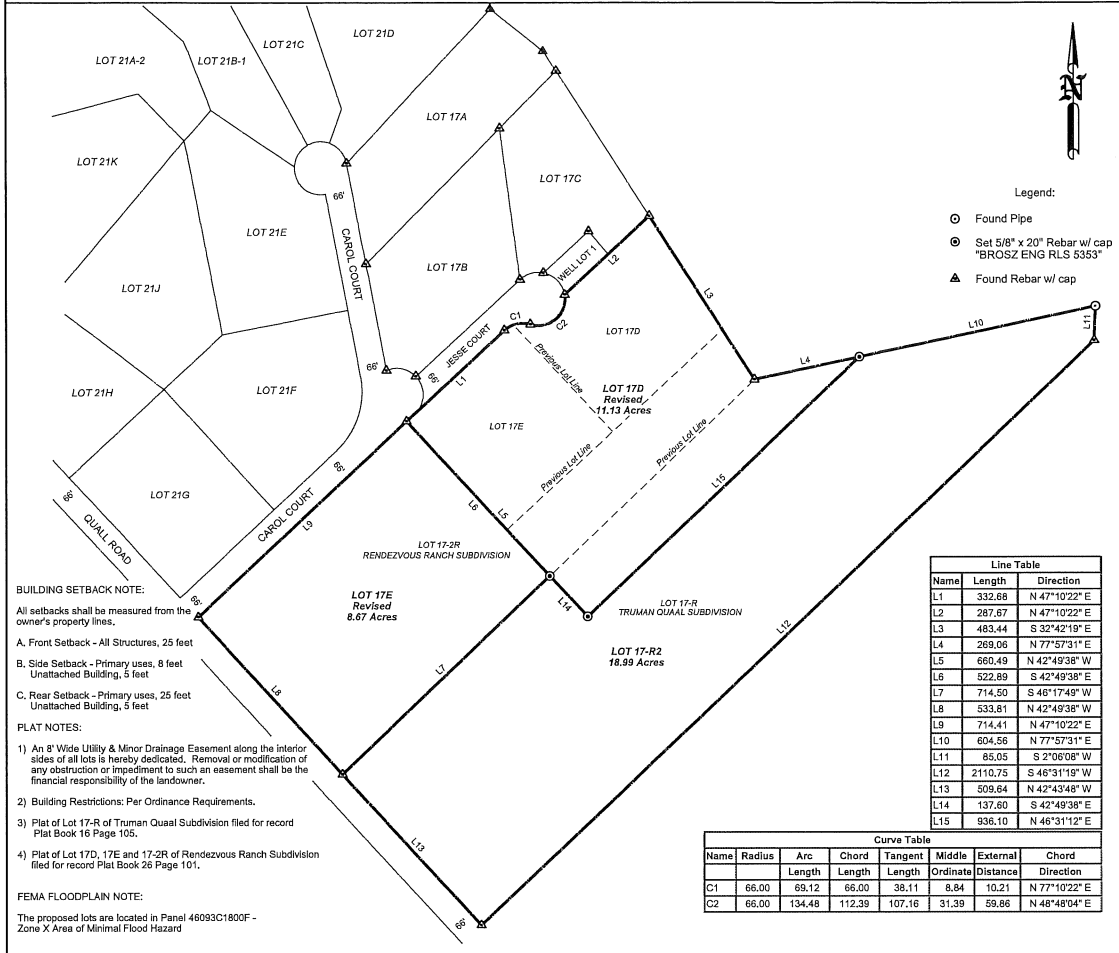 LOT 21D
LOT 21C
LOT 21B-1
LOT 21A-2
LOT 17A
LOT 21K
LOT 17C
N
Legend:
Found Pipe
Set 5/8" x 20" Rebar w/ cap
"BROSZ ENG RLS 5353"
Found Rebar w/ cap
66'
CAROL COURT
LOT 21E
LOT 17B
WELL LOT 1
L2
L3
LOT 21J
C1
C2
L10
L11
LOT 17D
JESSE COURT
L1
66'
66'
Previous Lot Line
L4
LOT 21H
LOT 21F
LOT 17D
Revised
11.13 Acres
LOT 17E
Previous Lot Line
Previous Lot Line
66'
LOT 21G
66'
QUALL ROAD
CAROL COURT
L9
L6
L5
L15
LOT 17-2R
RENDEZVOUS RANCH SUBDIVISION
LOT 17E
Revised
8.67 Acres
L14
LOT 17-R
TRUMAN QUAAL SUBDIVISION
LOT 17-R2
18.99 Acres
L12
66'
L7
L8
L13
66'
BUILDING SETBACK NOTE:
All setbacks shall be measured from the
owner's property lines.
A. Front Setback - All Structures, 25 feet
B. Side Setback - Primary uses, 8 feet
Unattached Building, 5 feet
C. Rear Setback - Primary uses, 25 feet
Unattached Building, 5 feet
PLAT NOTES:
1) An 8' Wide Utility & Minor Drainage Easement along the interior
sides of all lots is hereby dedicated. Removal or modification of
any obstruction or impediment to such an easement shall be the
financial responsibility of the landowner.
2) Building Restrictions: Per Ordinance Requirements.
3) Plat of Lot 17-R of Truman Quaal Subdivision filed for record
Plat Book 16 Page 105.
4) Plat of Lot 17D, 17E and 17-2R of Rendezvous Ranch Subdivision
filed for record Plat Book 26 Page 101.
FEMA FLOODPLAIN NOTE:
The proposed lots are located in Panel 46093C1800F -
Zone X Area of Minimal Flood Hazard
Line Table
Name Length Direction
L1 332.68 N 47°10'22" E
L2 287.67 N 47°10'22" E
L3 483.44 S 32°42'19" E
L4 269.06 N 77°57'31" E
L5 660.49 N 42°49'38" W
L6 522.89 S 42°49'38" E
L7 714.50 S 46°17'49" W
L8 533.81 N 42°49'38" W
L9 714.41 N 47°10'22" E
L10 604.56 N 77°57'31" E
L11 85.05 S 2°06'08" W
L12 2110.75 S 46°31'19" W
L13 509.64 N 42°43'48" W
L14 137.60 S 42°49'38" E
L15 936.10 N 46°31'12" E
Curve Table
Name Radius Arc Chord Tangent Middle External Chord
Length Length Length Ordinate Distance Direction
C1 66.00 69.12 66.00 38.11 8.84 10.21 N 77°10'22" E
C2 66.00 134.48 112.39 107.16 31.39 59.86 N 48°48'04" E